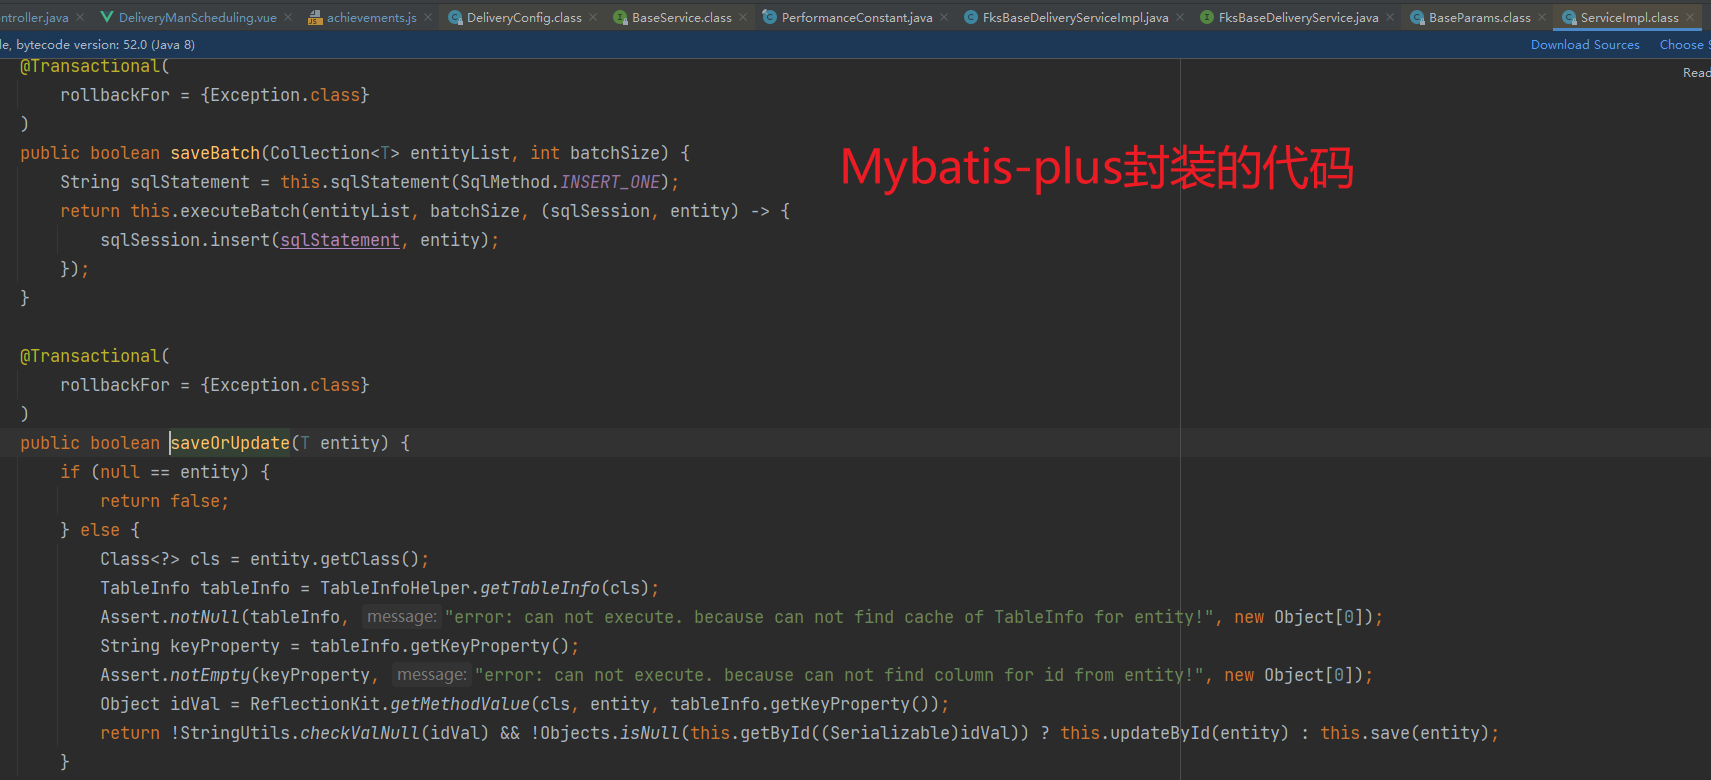 ntroller.java DeliveryManScheduling.vue achievements.js DeliveryConfig.class BaseService.class PerformanceConstant.java FksBaseDeliveryServiceImpl.java FksBaseDeliveryService.java BaseParams.class ServiceImpl.class
le, bytecode version: 52.0 (Java 8) Download Sources Choose S
Read
@Transactional(
rollbackFor = {Exception.class}
)
public boolean saveBatch(Collection<T> entityList, int batchSize) {
Mybatis-plus封装的代码
String sqlStatement = this.sqlStatement(SqlMethod.INSERT_ONE);
return this.executeBatch(entityList, batchSize, (sqlSession, entity) -> {
sqlSession.insert(sqlStatement, entity);
});
}
@Transactional(
rollbackFor = {Exception.class}
)
public boolean saveOrUpdate(T entity) {
if (null == entity) {
return false;
} else {
Class<?> cls = entity.getClass();
TableInfo tableInfo = TableInfoHelper.getTableInfo(cls);
Assert.notNull(tableInfo, message: "error: can not execute. because can not find cache of TableInfo for entity!", new Object[0]);
String keyProperty = tableInfo.getKeyProperty();
Assert.notEmpty(keyProperty, message: "error: can not execute. because can not find column for id from entity!", new Object[0]);
Object idVal = ReflectionKit.getMethodValue(cls, entity, tableInfo.getKeyProperty());
return !StringUtils.checkValNull(idVal) && !Objects.isNull(this.getById((Serializable)idVal)) ? this.updateById(entity) : this.save(entity);
}